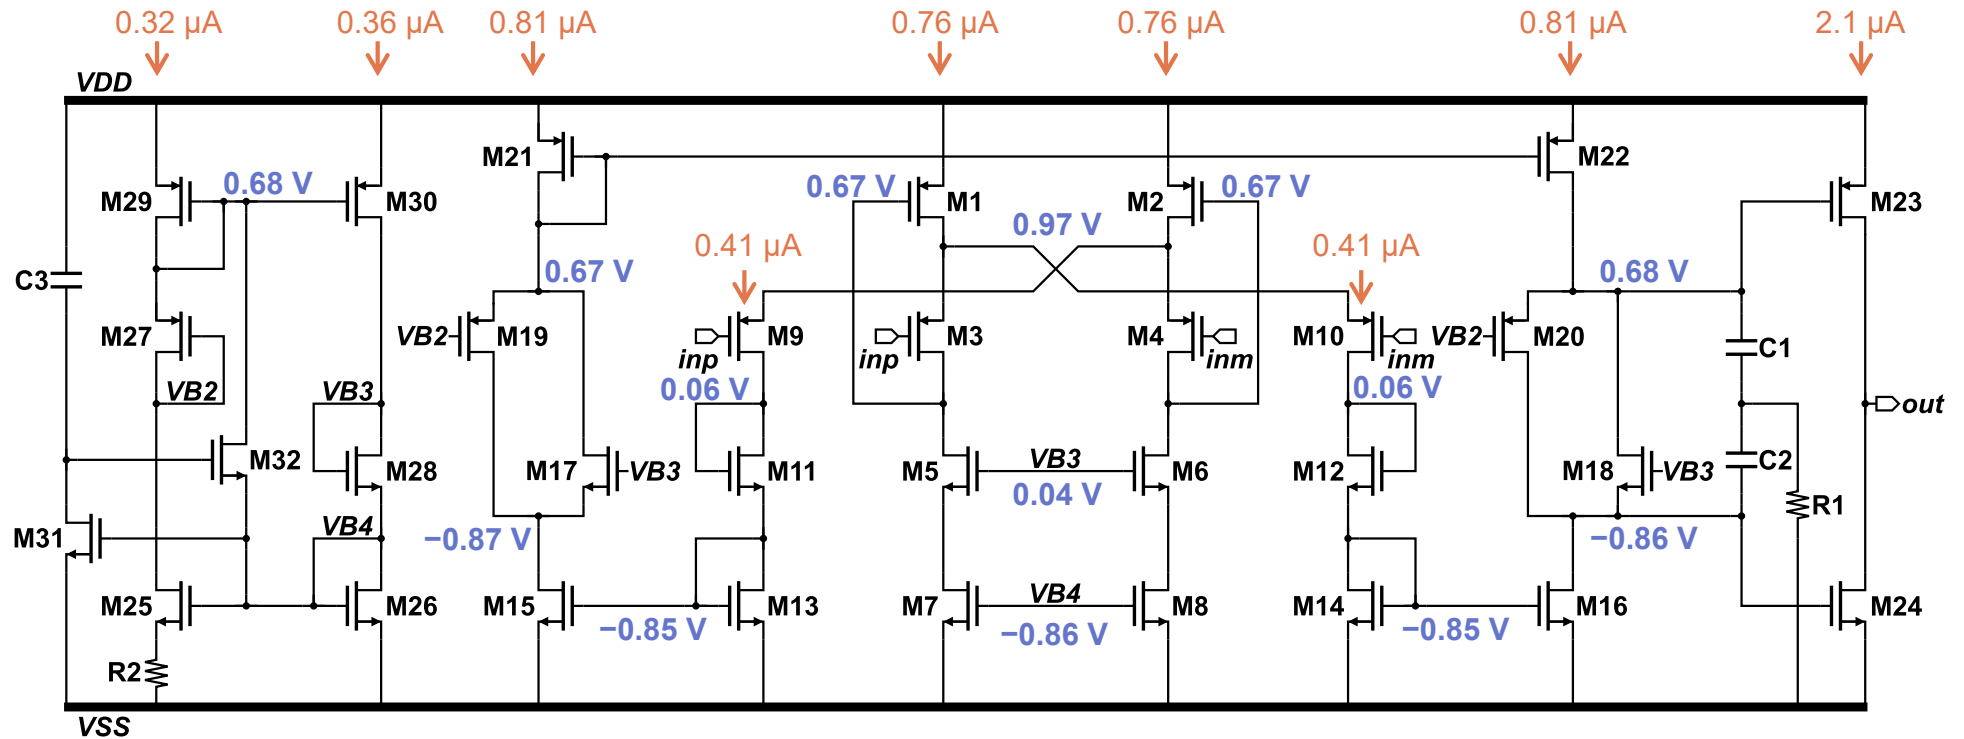 0.32 µA 0.36 µA 0.81 µA 0.76 µA 0.76 µA 0.81 µA 2.1 µA
VDD
M21 M22
M29 0.68 V M30 0.67 V M1 M2 0.67 V M23
0.97 V
0.41 µA 0.41 µA
C3 0.67 V 0.68 V
M27 VB2 M19 M9 M3 M4 M10 VB2 M20 C1
inp inp inm inm
VB2 VB3 0.06 V 0.06 V out
M32 M28 M17 VB3 M11 M5 VB3 M6 M12 M18 VB3 C2
0.04 V
R1
M31 VB4 −0.87 V −0.86 V
M25 M26 M15 M13 M7 VB4 M8 M14 M16 M24
−0.85 V −0.86 V −0.85 V
R2
VSS